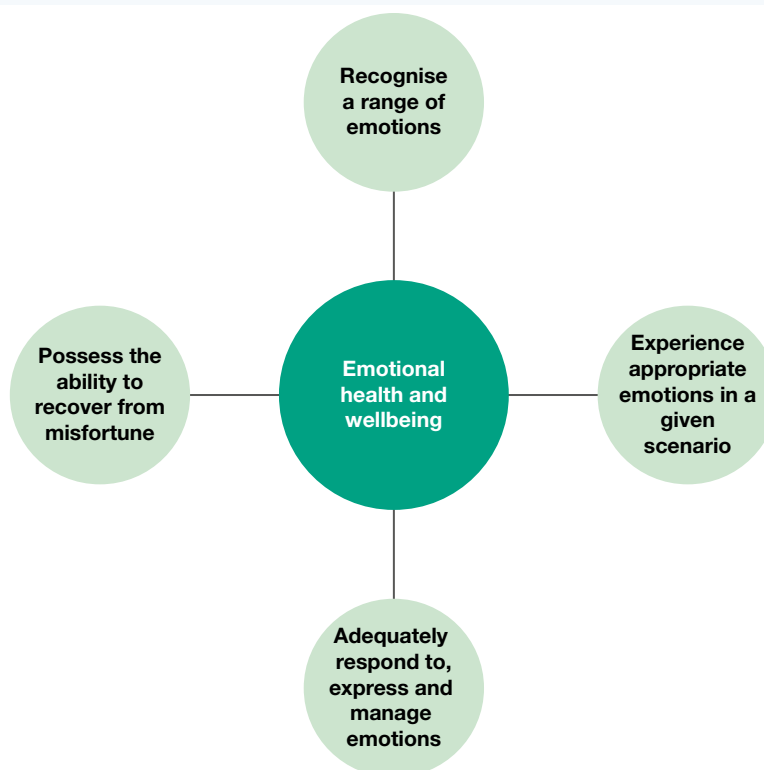 Recognise
a range of
emotions
Possess the
ability to
recover from
misfortune
Emotional
health and
wellbeing
Experience
appropriate
emotions in a
given
scenario
Adequately
respond to,
express and
manage
emotions